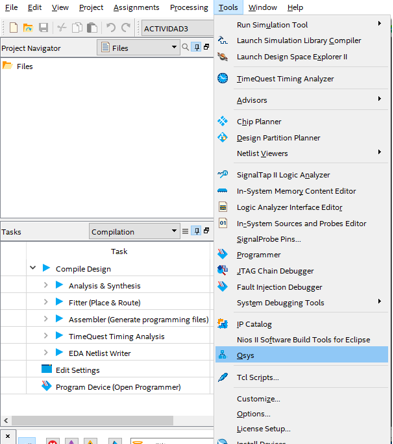 File Edit View Project Assignments Processing Tools Window Help
ACTIVIDAD3
Project Navigator Files
Files
Tasks Compilation
Task
Compile Design
Analysis & Synthesis
Fitter (Place & Route)
Assembler (Generate programming files)
TimeQuest Timing Analysis
EDA Netlist Writer
Edit Settings
Program Device (Open Programmer)
Run Simulation Tool
Launch Simulation Library Compiler
Launch Design Space Explorer II
TimeQuest Timing Analyzer
Advisors
Chip Planner
Design Partition Planner
Netlist Viewers
SignalTap II Logic Analyzer
In-System Memory Content Editor
Logic Analyzer Interface Editor
In-System Sources and Probes Editor
SignalProbe Pins...
Programmer
JTAG Chain Debugger
Fault Injection Debugger
System Debugging Tools
IP Catalog
Nios II Software Build Tools for Eclipse
Qsys
Tcl Scripts...
Customize...
Options...
License Setup...
Install Devices